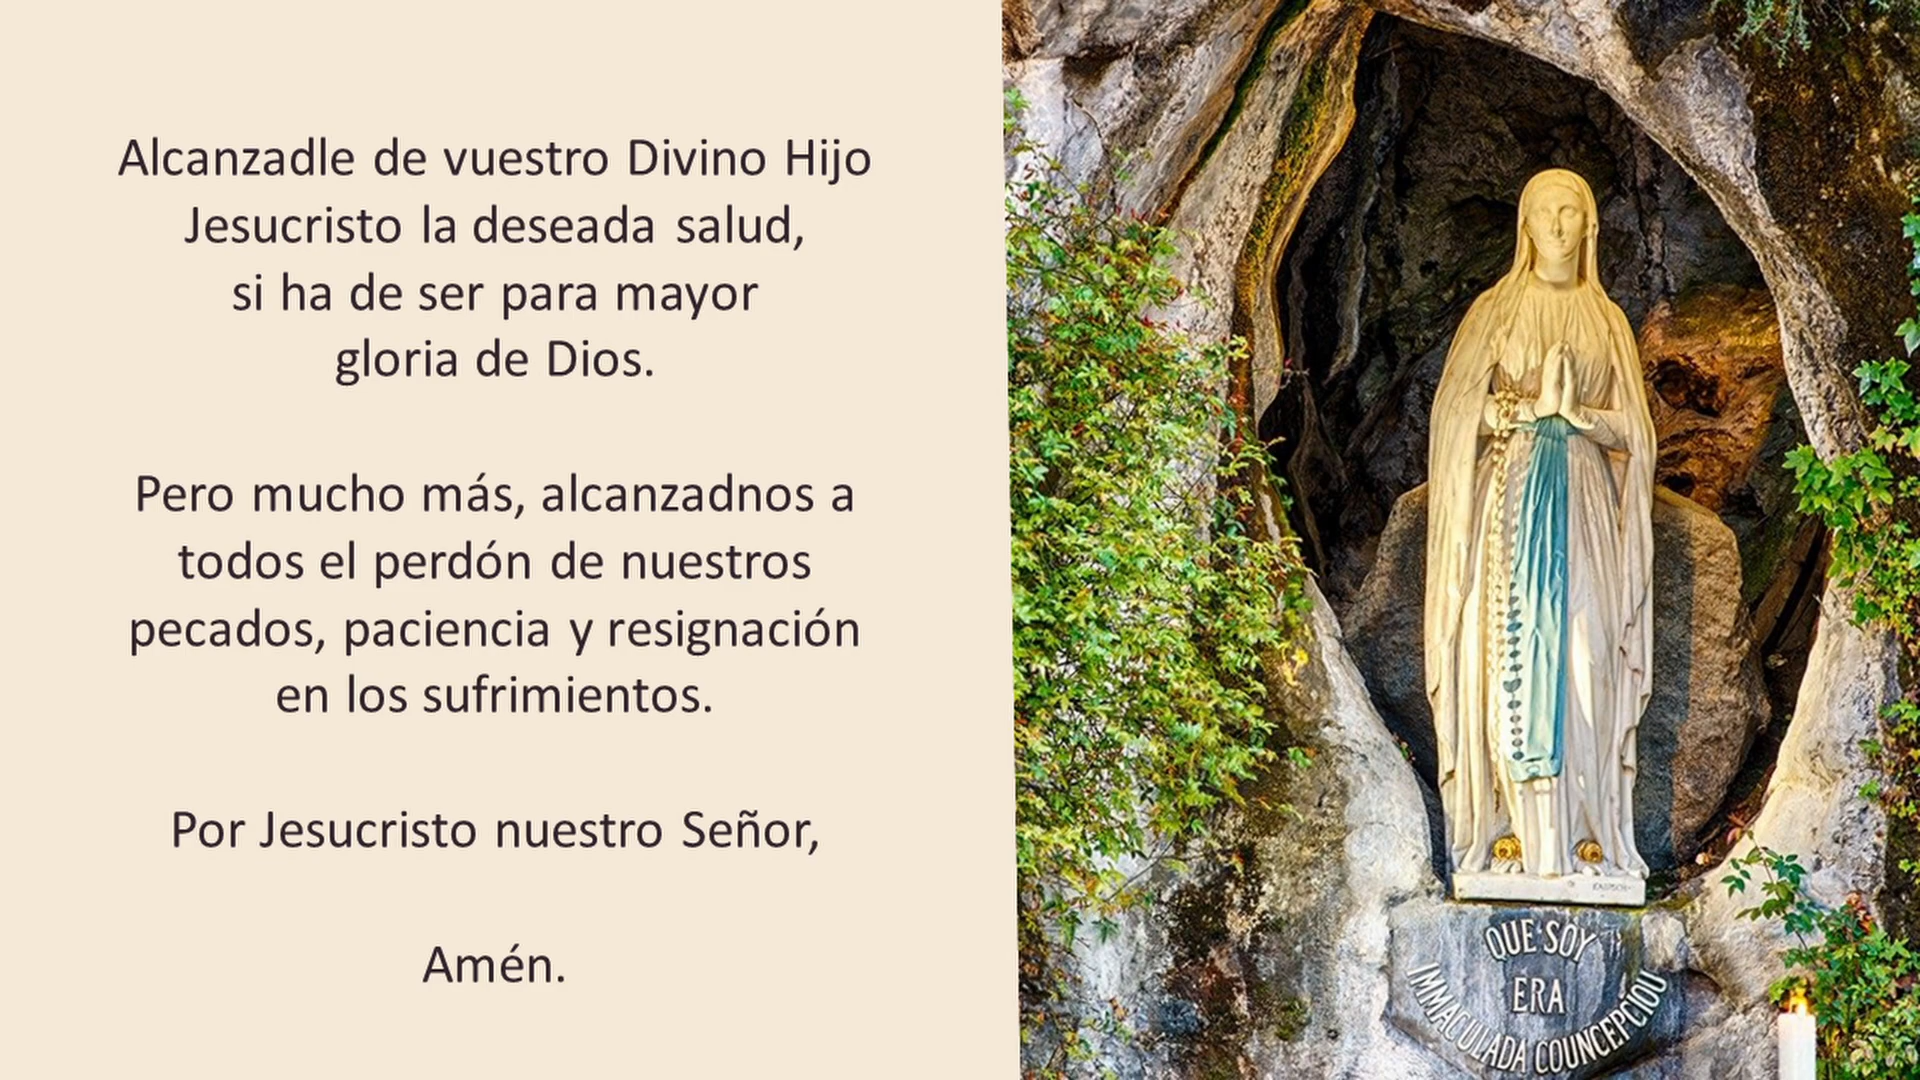 Alcanzadle de vuestro Divino Hijo
Jesucristo la deseada salud,
si ha de ser para mayor
gloria de Dios.
Pero mucho más, alcanzadnos a
todos el perdón de nuestros
pecados, paciencia y resignación
en los sufrimientos.
Por Jesucristo nuestro Señor,
Amén.
QUE SOY
ERA
IMMACULADA COUNCEPCIOU